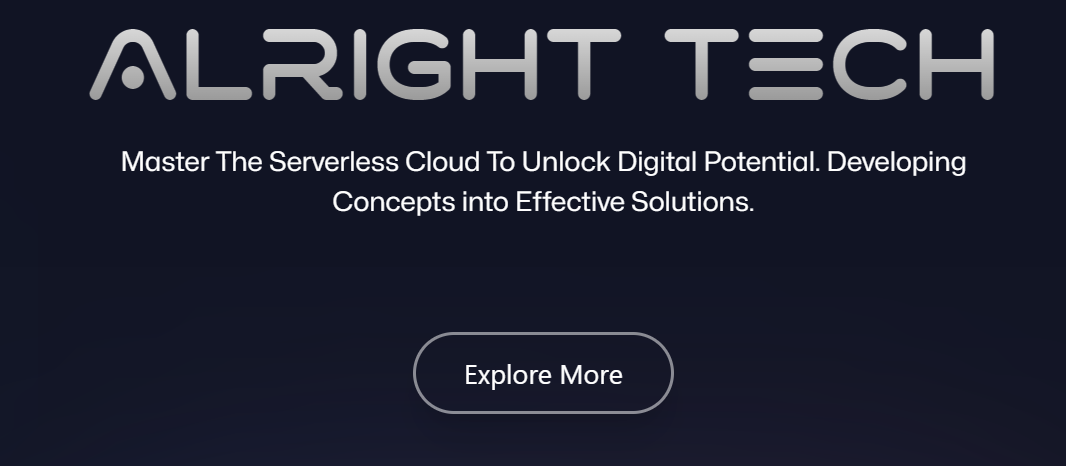 ALRIGHT TECH
Master The Serverless Cloud To Unlock Digital Potential. Developing
Concepts into Effective Solutions.
Explore More